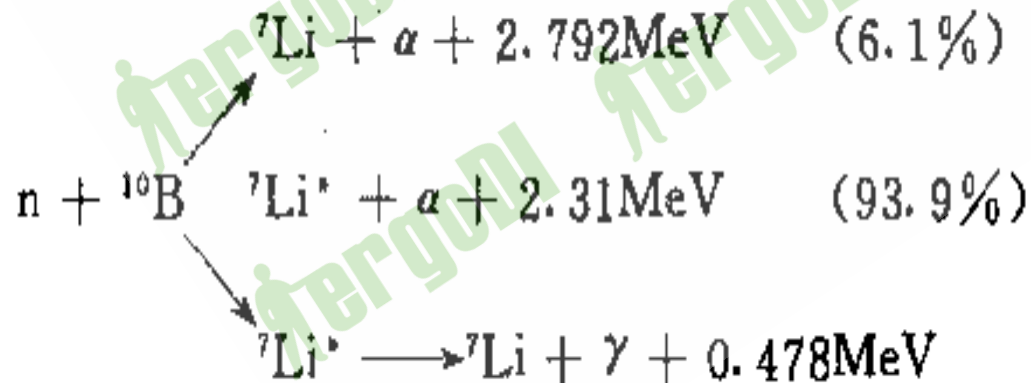 ⁷Li + α + 2.792MeV (6.1%)
n + ¹⁰B ⁷Li* + α + 2.31MeV (93.9%)
⁷Li* ⟶ ⁷Li + γ + 0.478MeV